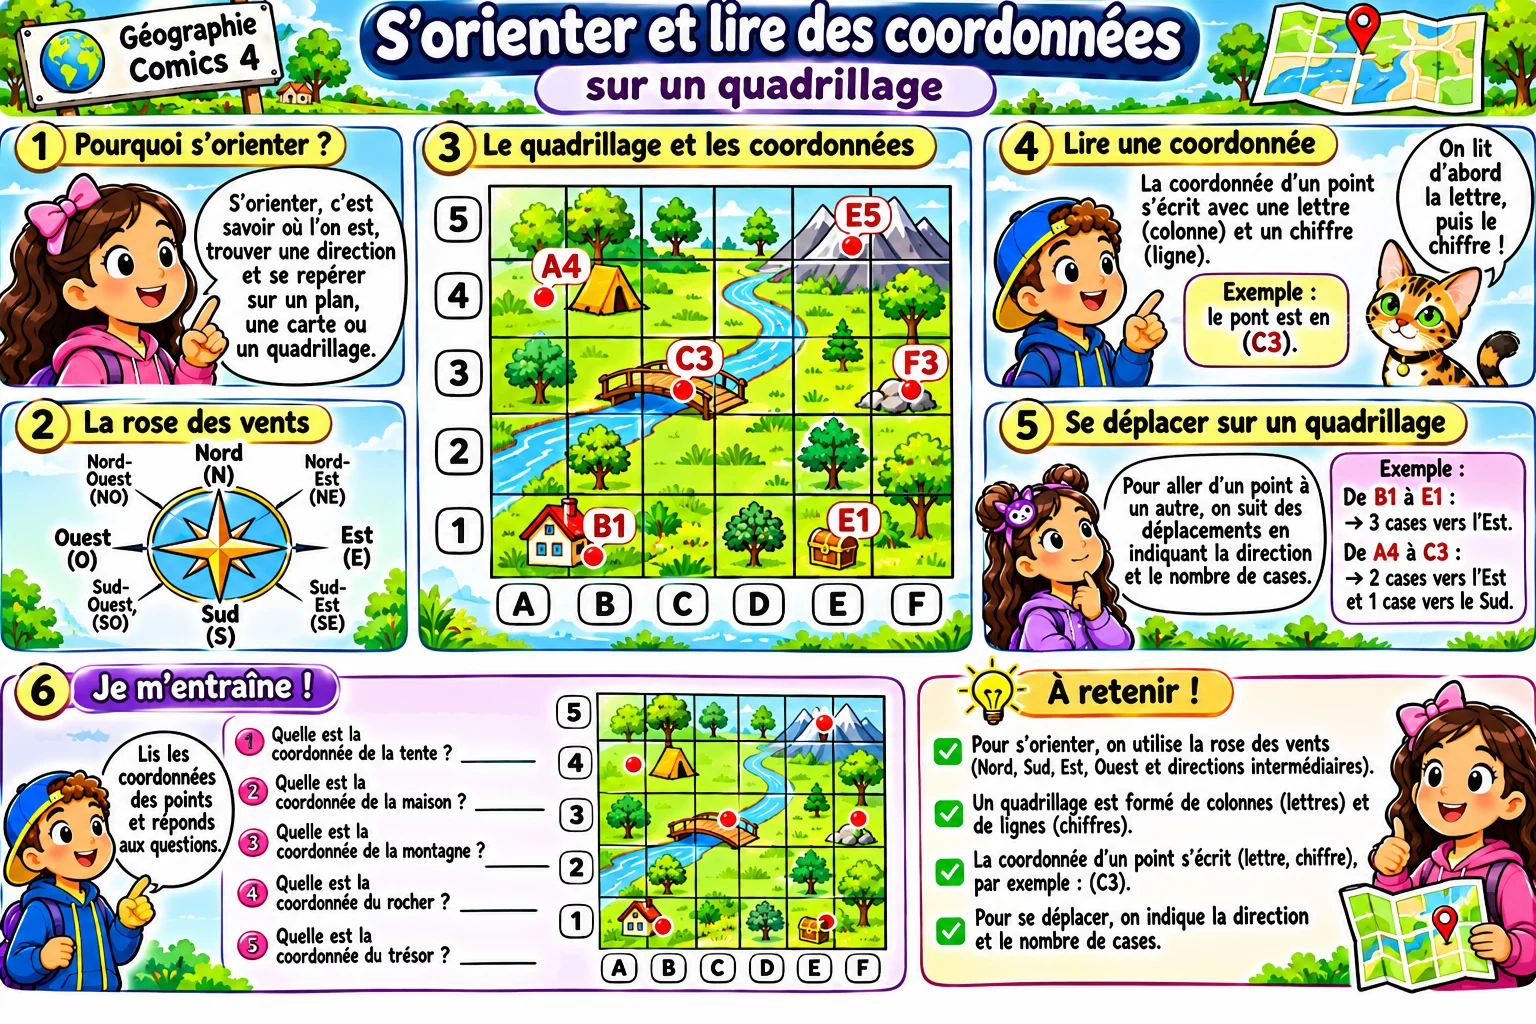 Géographie
Comics 4
S'orienter et lire des coordonnées
sur un quadrillage
1 Pourquoi s'orienter ?
S'orienter, c'est
savoir où l'on est,
trouver une direction
et se repérer
sur un plan,
une carte ou
un quadrillage.
2 La rose des vents
Nord
(N)
Nord-
Ouest
(NO)
Nord-
Est
(NE)
Ouest
(O)
Est
(E)
Sud-
Ouest,
(SO)
Sud-
Est
(SE)
Sud
(S)
3 Le quadrillage et les coordonnées
5
4
3
2
1
E5
A4
C3
F3
B1
E1
A B C D E F
4 Lire une coordonnée
La coordonnée d'un point
s'écrit avec une lettre
(colonne) et un chiffre
(ligne).
Exemple :
le pont est en
(C3).
On lit
d'abord
la lettre,
puis le
chiffre !
5 Se déplacer sur un quadrillage
Pour aller d'un point à
un autre, on suit des
déplacements en
indiquant la direction
et le nombre de cases.
Exemple :
De B1 à E1 :
→ 3 cases vers l'Est.
De A4 à C3 :
→ 2 cases vers l'Est
et 1 case vers le Sud.
6 Je m'entraîne !
Lis les
coordonnées
des points
et réponds
aux questions.
1 Quelle est la
coordonnée de la tente ? ______
2 Quelle est la
coordonnée de la maison ? ______
3 Quelle est la
coordonnée de la montagne ? ______
4 Quelle est la
coordonnée du rocher ? ______
5 Quelle est la
coordonnée du trésor ? ______
5
4
3
2
1
A B C D E F
À retenir !
Pour s'orienter, on utilise la rose des vents
(Nord, Sud, Est, Ouest et directions intermédiaires).
Un quadrillage est formé de colonnes (lettres) et
de lignes (chiffres).
La coordonnée d'un point s'écrit (lettre, chiffre),
par exemple : (C3).
Pour se déplacer, on indique la direction
et le nombre de cases.